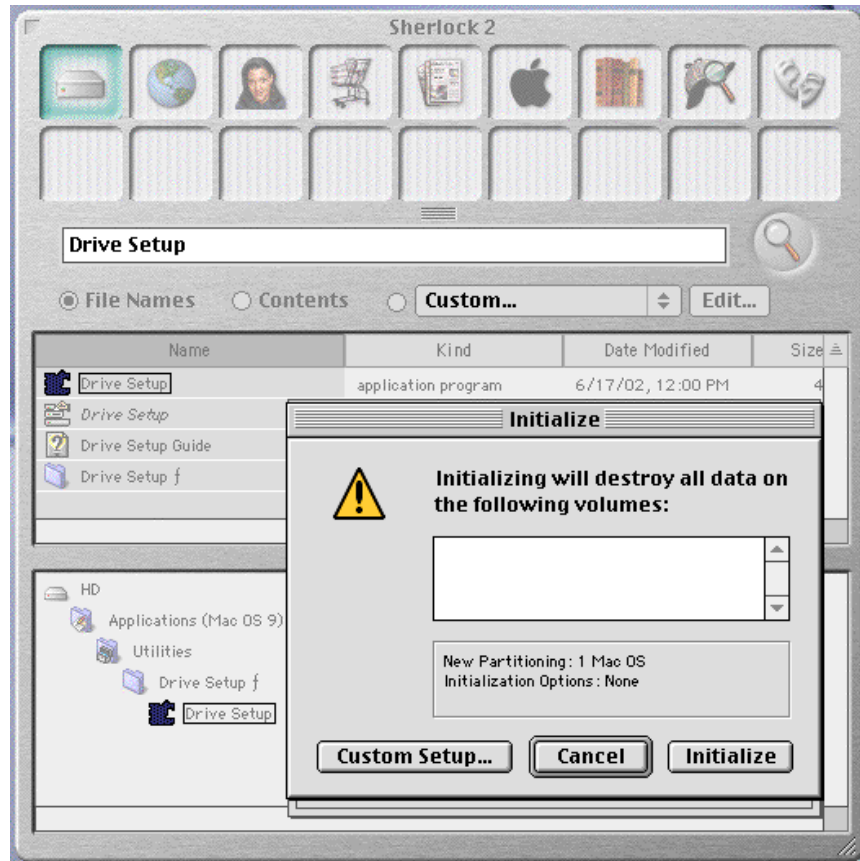 Sherlock 2
Drive Setup
File Names Contents Custom... Edit...
Name Kind Date Modified Size
Drive Setup application program 6/17/02, 12:00 PM 4
Drive Setup
Drive Setup Guide
Drive Setup ƒ
HD
Applications (Mac OS 9)
Utilities
Drive Setup ƒ
Drive Setup
Initialize
Initializing will destroy all data on
the following volumes:
New Partitioning: 1 Mac OS
Initialization Options: None
Custom Setup... Cancel Initialize